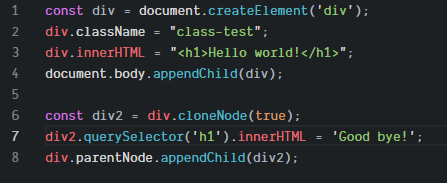 1 const div = document.createElement('div');
2 div.className = "class-test";
3 div.innerHTML = "<h1>Hello world!</h1>";
4 document.body.appendChild(div);
5
6 const div2 = div.cloneNode(true);
7 div2.querySelector('h1').innerHTML = 'Good bye!';
8 div.parentNode.appendChild(div2);